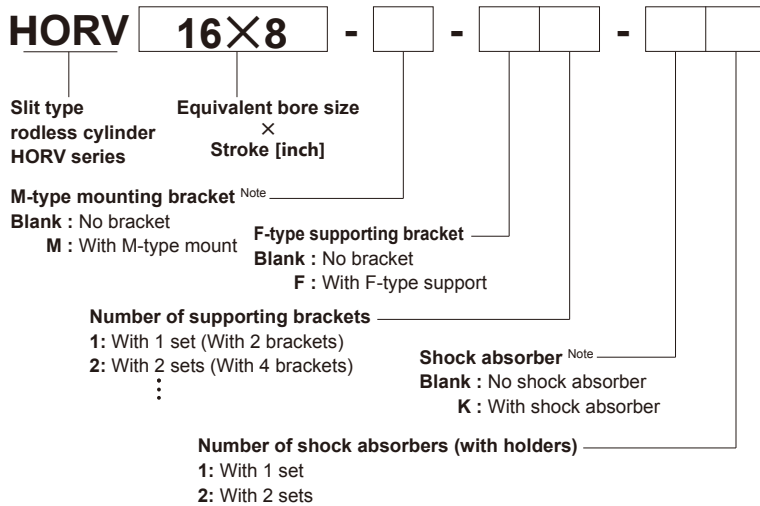 HORV 16×8 - -  -
Slit type
rodless cylinder
HORV series
Equivalent bore size
×
Stroke [inch]
M-type mounting bracket Note
Blank : No bracket
M : With M-type mount
F-type supporting bracket
Blank : No bracket
F : With F-type support
Number of supporting brackets
1: With 1 set (With 2 brackets)
2: With 2 sets (With 4 brackets)
⋮
Shock absorber Note
Blank : No shock absorber
K : With shock absorber
Number of shock absorbers (with holders)
1: With 1 set
2: With 2 sets